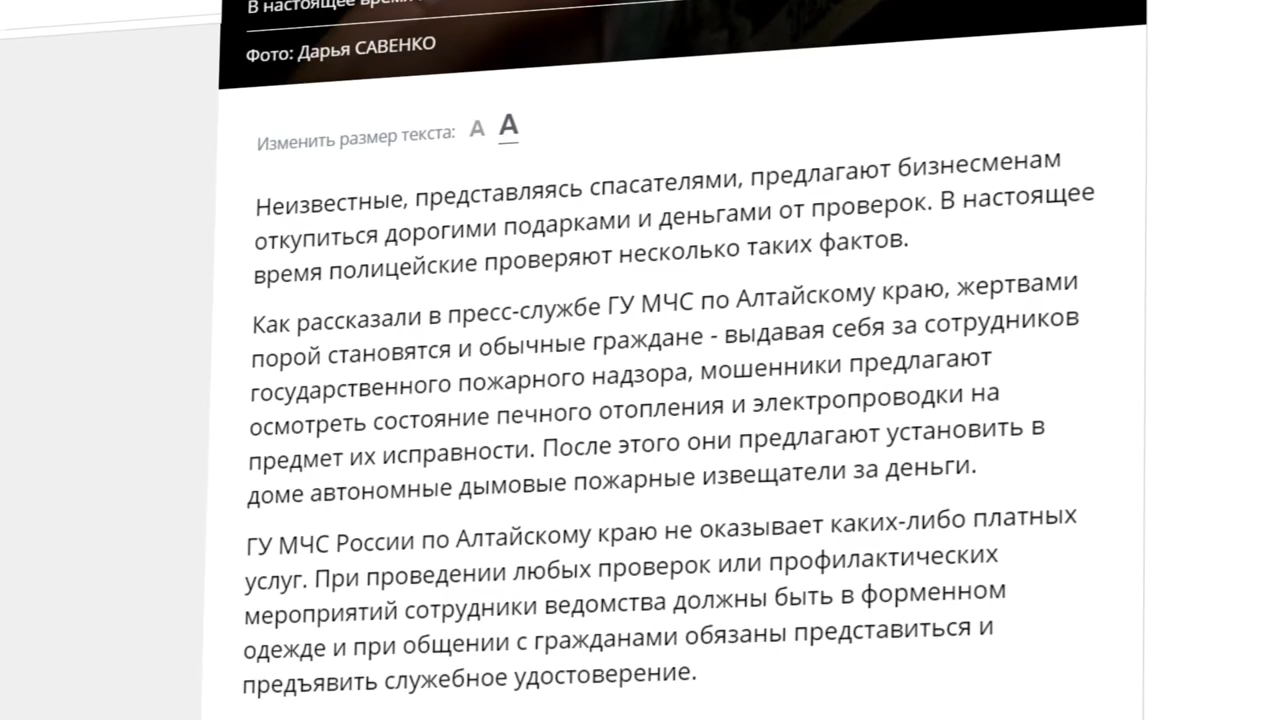 В настоящее время
Фото: Дарья САВЕНКО
Изменить размер текста: A A
Неизвестные, представляясь спасателями, предлагают бизнесменам
откупиться дорогими подарками и деньгами от проверок. В настоящее
время полицейские проверяют несколько таких фактов.
Как рассказали в пресс-службе ГУ МЧС по Алтайскому краю, жертвами
порой становятся и обычные граждане - выдавая себя за сотрудников
государственного пожарного надзора, мошенники предлагают
осмотреть состояние печного отопления и электропроводки на
предмет их исправности. После этого они предлагают установить в
доме автономные дымовые пожарные извещатели за деньги.
ГУ МЧС России по Алтайскому краю не оказывает каких-либо платных
услуг. При проведении любых проверок или профилактических
мероприятий сотрудники ведомства должны быть в форменном
одежде и при общении с гражданами обязаны представиться и
предъявить служебное удостоверение.